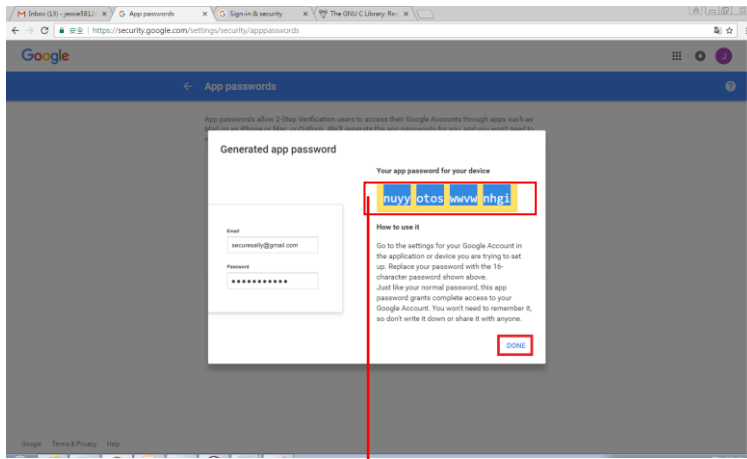 Inbox (13) - jessie5812
App passwords
Sign-in & security
The GNU C Library: Re
https://security.google.com/settings/security/apppasswords
Google
J
App passwords
App passwords allow 2-Step Verification users to access their Google Accounts through apps such as
Mail on an iPhone or Mac, or Outlook. We'll generate the app passwords for you, and you won't need to
Generated app password
Your app password for your device
nuyy otos wwvw nhgi
How to use it
Email
securesally@gmail.com
Password
Go to the settings for your Google Account in
the application or device you are trying to set
up. Replace your password with the 16-
character password shown above.
Just like your normal password, this app
password grants complete access to your
Google Account. You won't need to remember it,
so don't write it down or share it with anyone.
DONE
Google Terms & Privacy Help